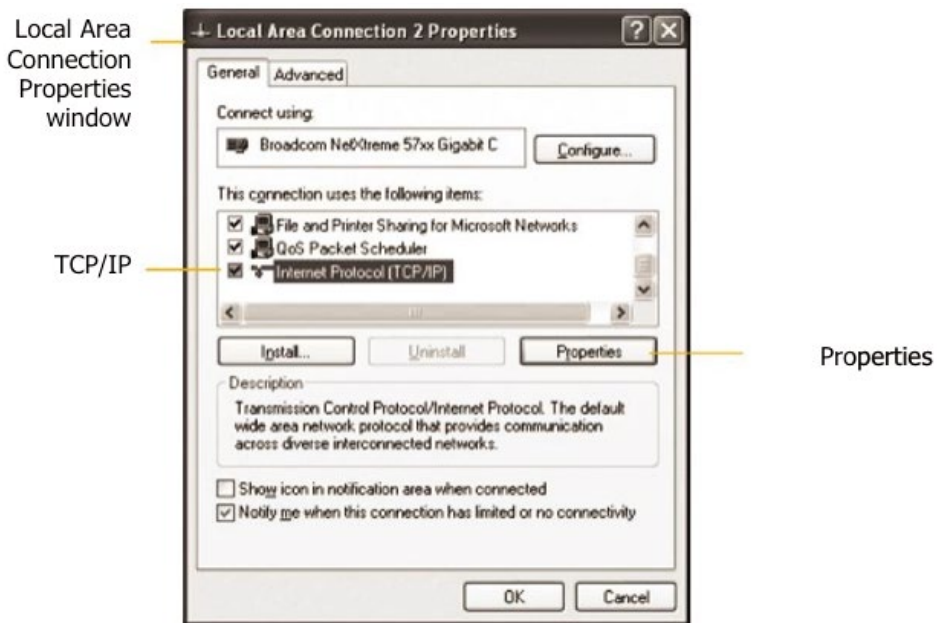 Local Area
Connection
Properties
window
Local Area Connection 2 Properties
General Advanced
Connect using:
Broadcom NetXtreme 57xx Gigabit C
Configure...
This connection uses the following items:
File and Printer Sharing for Microsoft Networks
QoS Packet Scheduler
TCP/IP
Internet Protocol (TCP/IP)
Install... Uninstall Properties
Properties
Description
Transmission Control Protocol/Internet Protocol. The default
wide area network protocol that provides communication
across diverse interconnected networks.
Show icon in notification area when connected
Notify me when this connection has limited or no connectivity
OK Cancel